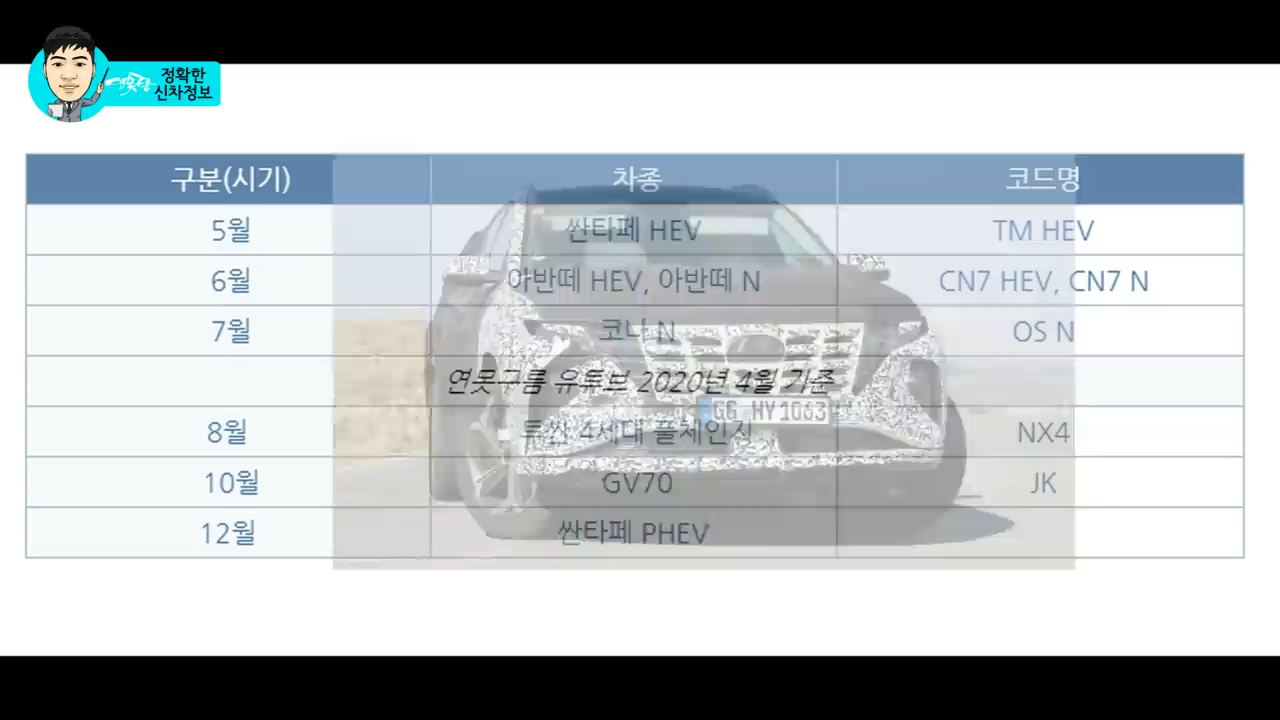 정확한
신차정보
구분(시기) 차종 코드명
5월 싼타페 HEV TM HEV
6월 아반떼 HEV, 아반떼 N CN7 HEV, CN7 N
7월 코나 N OS N
연못구름 유튜브 2020년 4월 기준
GG HY 1063
8월 투싼 4세대 풀체인지 NX4
10월 GV70 JK
12월 싼타페 PHEV